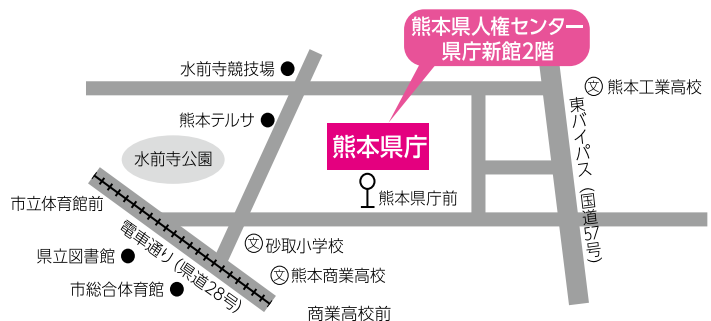 熊本県人権センター
県庁新館2階
水前寺競技場
文 熊本工業高校
熊本テルサ
東バイパス(国道57号)
熊本県庁
水前寺公園
熊本県庁前
市立体育館前
電車通り(県道28号)
文 砂取小学校
県立図書館
文 熊本商業高校
市総合体育館
商業高校前